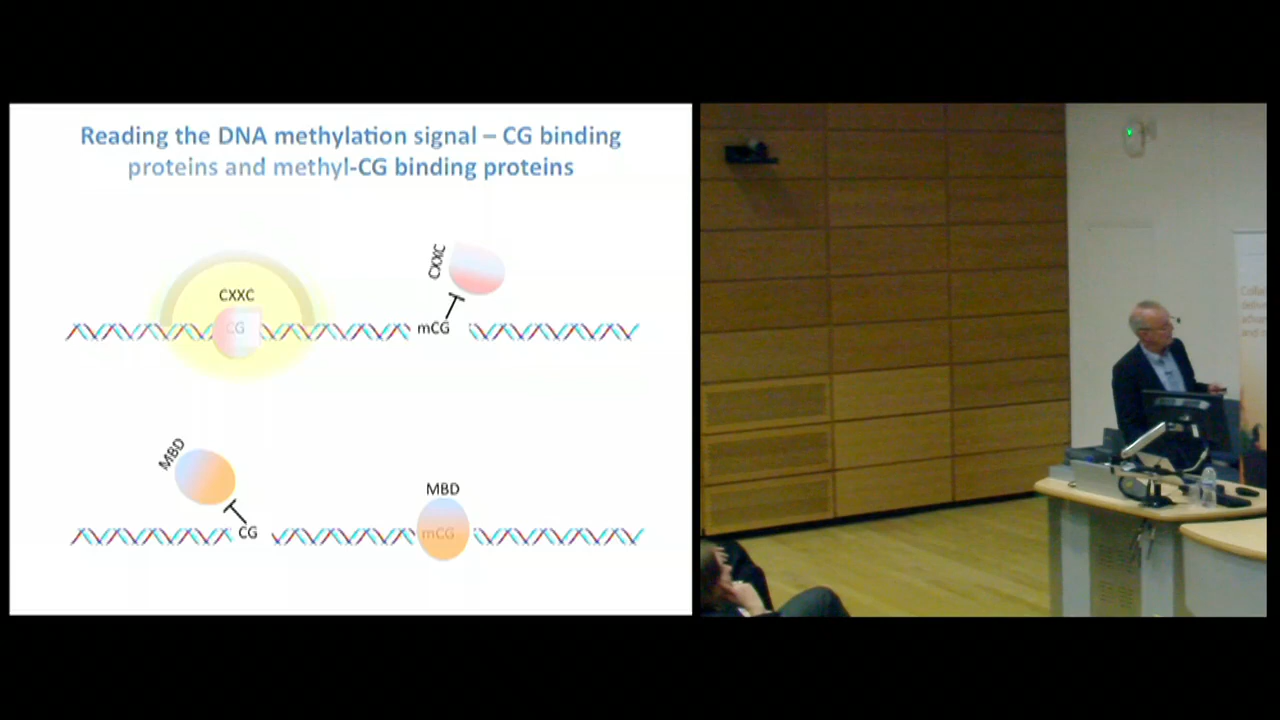 Reading the DNA methylation signal – CG binding
proteins and methyl-CG binding proteins
CXXC
CXXC
CG
mCG
MBD
MBD
CG
mCG
and